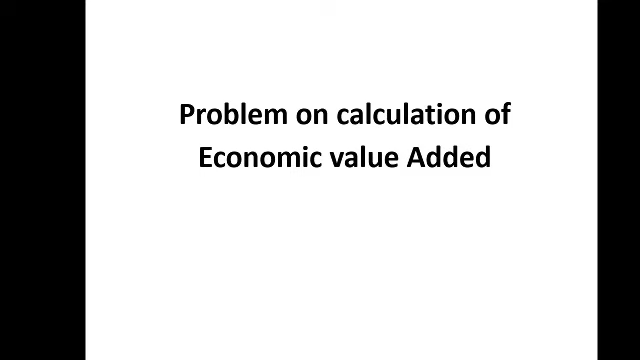 Problem on calculation of
Economic value Added